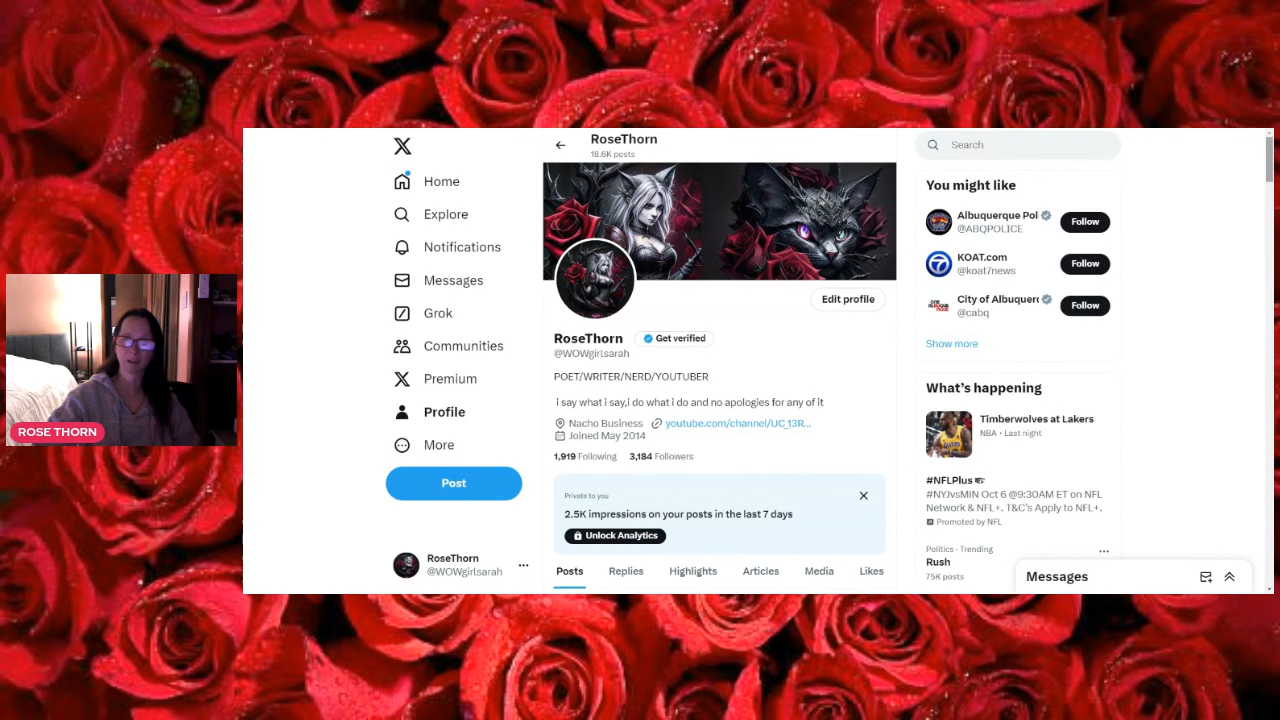 RoseThorn
18.6K posts
Home
Explore
Notifications
Messages
Grok
Communities
Premium
Profile
More
Post
RoseThorn
@WOWgirlsarah
ROSE THORN
Edit profile
RoseThorn Get verified
@WOWgirlsarah
POET/WRITER/NERD/YOUTUBER
i say what i say,i do what i do and no apologies for any of it
Nacho Business youtube.com/channel/UC_13R...
Joined May 2014
1,919 Following 3,184 Followers
Private to you
2.5K impressions on your posts in the last 7 days
Unlock Analytics
Posts Replies Highlights Articles Media Likes
Search
You might like
Albuquerque Pol
@ABQPOLICE
Follow
KOAT.com
@koat7news
Follow
City of Albuquerq
@cabq
Follow
Show more
What's happening
Timberwolves at Lakers
NBA · Last night
#NFLPlus
#NYJvsMIN Oct 6 @9:30AM ET on NFL
Network & NFL+. T&C's Apply to NFL+.
Promoted by NFL
Politics · Trending
Rush
75K posts
Messages